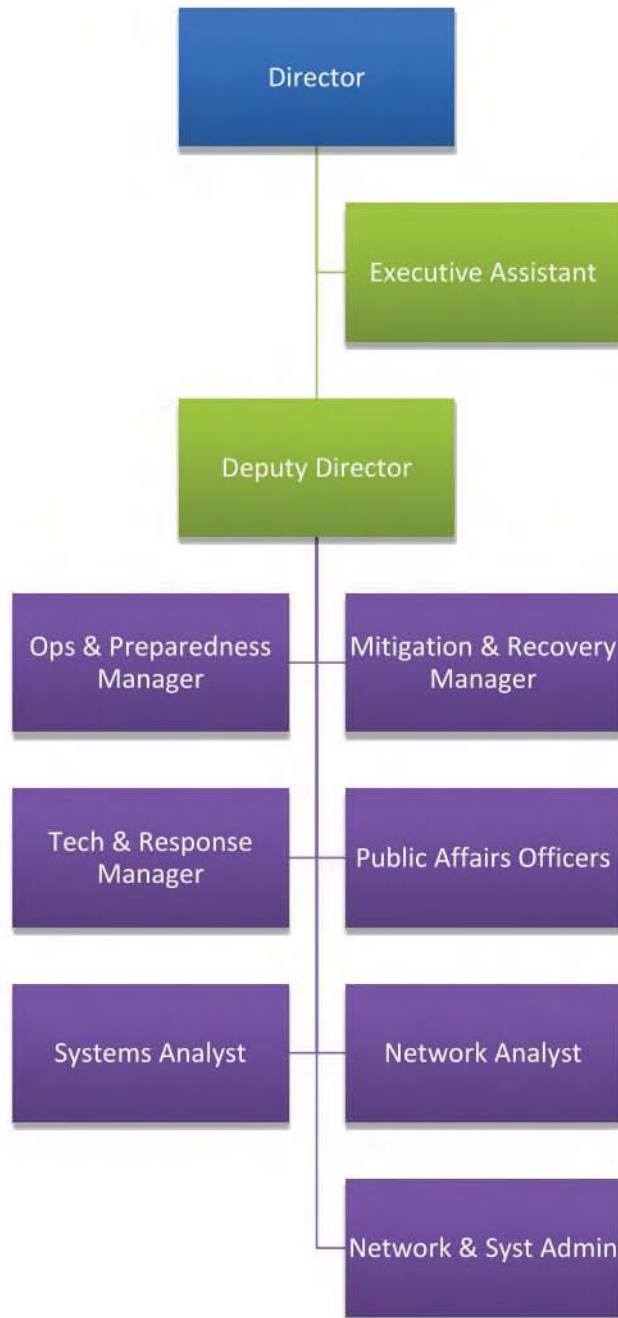 Director
Executive Assistant
Deputy Director
Ops & Preparedness
Manager
Mitigation & Recovery
Manager
Tech & Response
Manager
Public Affairs Officers
Systems Analyst
Network Analyst
Network & Syst Admin